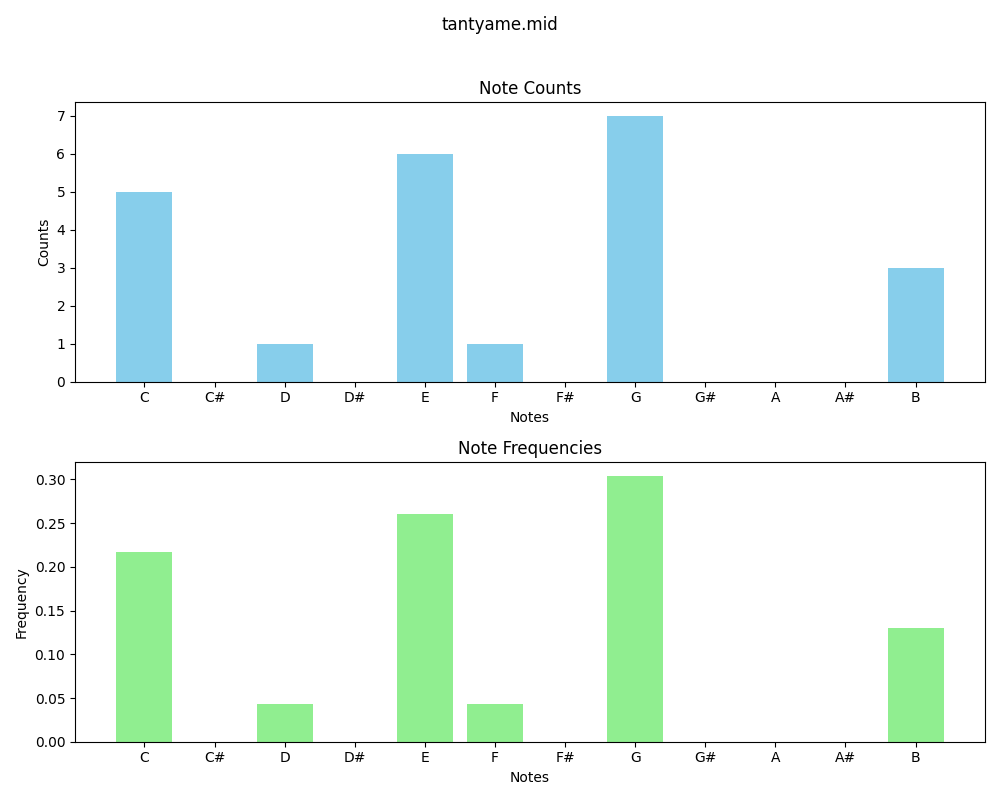 tantyame.mid
Note Counts
7
6
5
4
3
2
1
0
Counts
C C# D D# E F F# G G# A A# B
Notes
Note Frequencies
0.30
0.25
0.20
0.15
0.10
0.05
0.00
Frequency
C C# D D# E F F# G G# A A# B
Notes